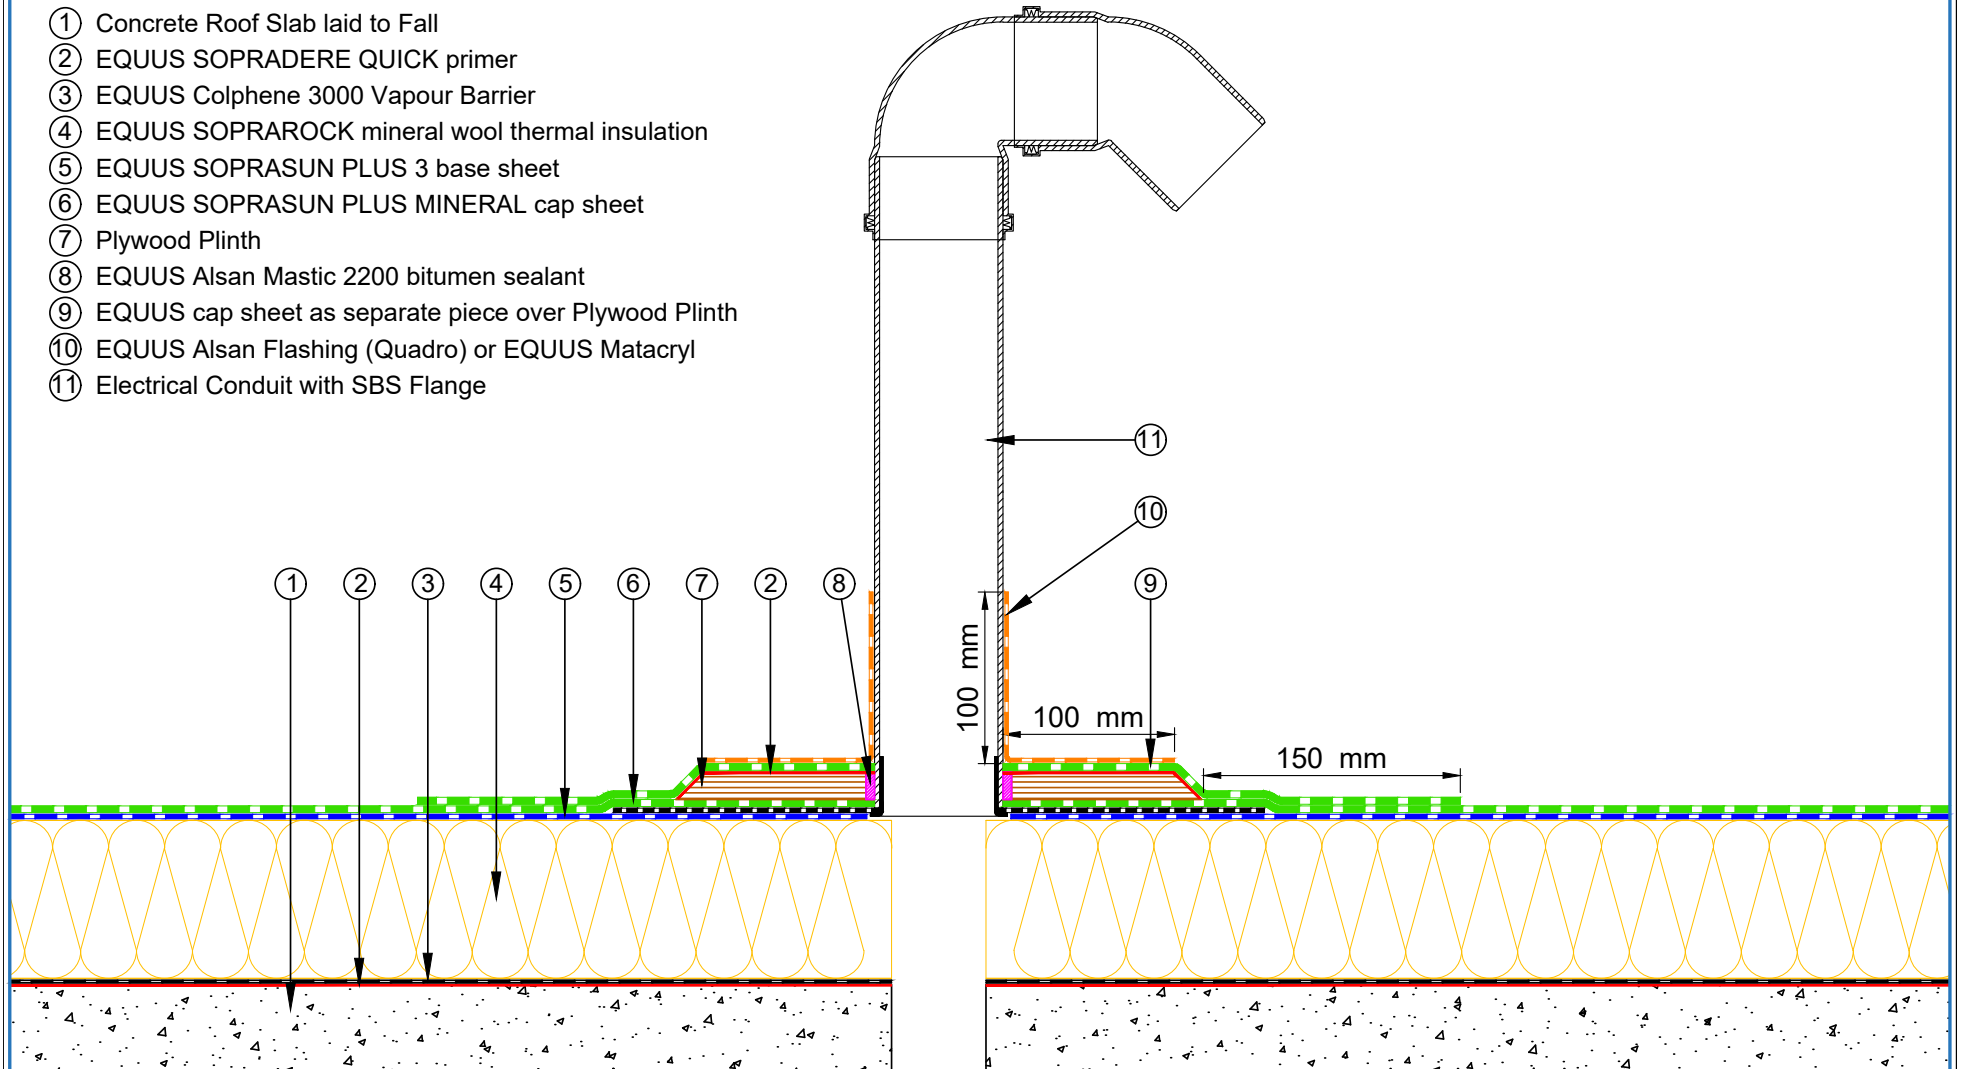 1 Concrete Roof Slab laid to Fall
2 EQUUS SOPRADERE QUICK primer
3 EQUUS Colphene 3000 Vapour Barrier
4 EQUUS SOPRAROCK mineral wool thermal insulation
5 EQUUS SOPRASUN PLUS 3 base sheet
6 EQUUS SOPRASUN PLUS MINERAL cap sheet
7 Plywood Plinth
8 EQUUS Alsan Mastic 2200 bitumen sealant
9 EQUUS cap sheet as separate piece over Plywood Plinth
10 EQUUS Alsan Flashing (Quadro) or EQUUS Matacryl
11 Electrical Conduit with SBS Flange
11
10
1 2 3 4 5 6 7 2 8 9
100 mm
100 mm
150 mm